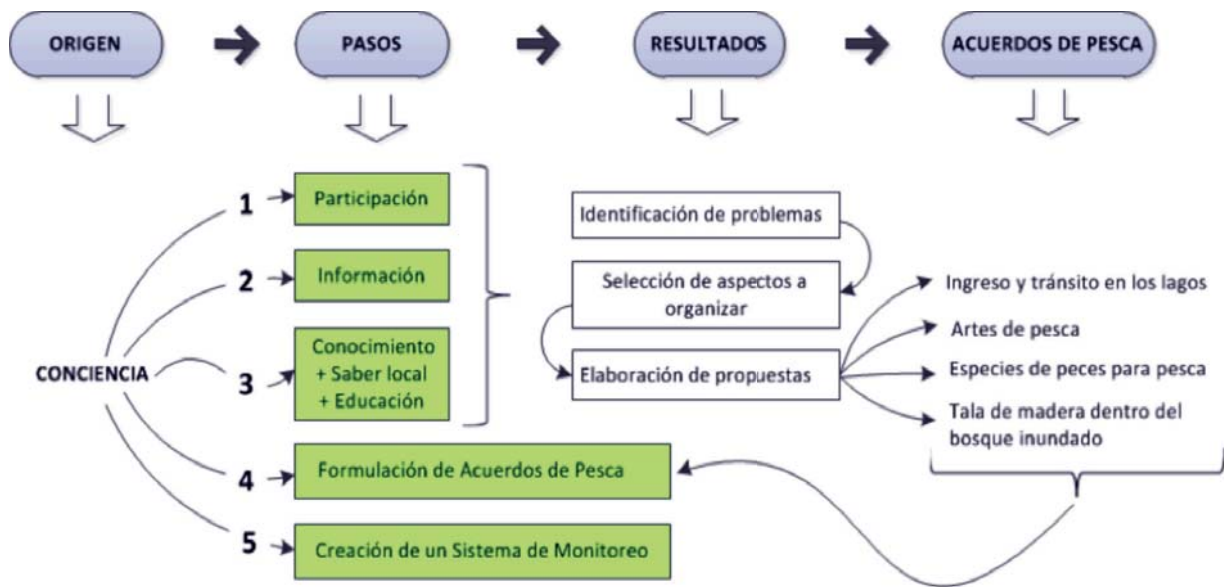 ORIGEN
PASOS
RESULTADOS
ACUERDOS DE PESCA
CONCIENCIA
1
Participación
2
Información
3
Conocimiento
+ Saber local
+ Educación
4
Formulación de Acuerdos de Pesca
5
Creación de un Sistema de Monitoreo
Identificación de problemas
Selección de aspectos a
organizar
Elaboración de propuestas
Ingreso y tránsito en los lagos
Artes de pesca
Especies de peces para pesca
Tala de madera dentro del
bosque inundado